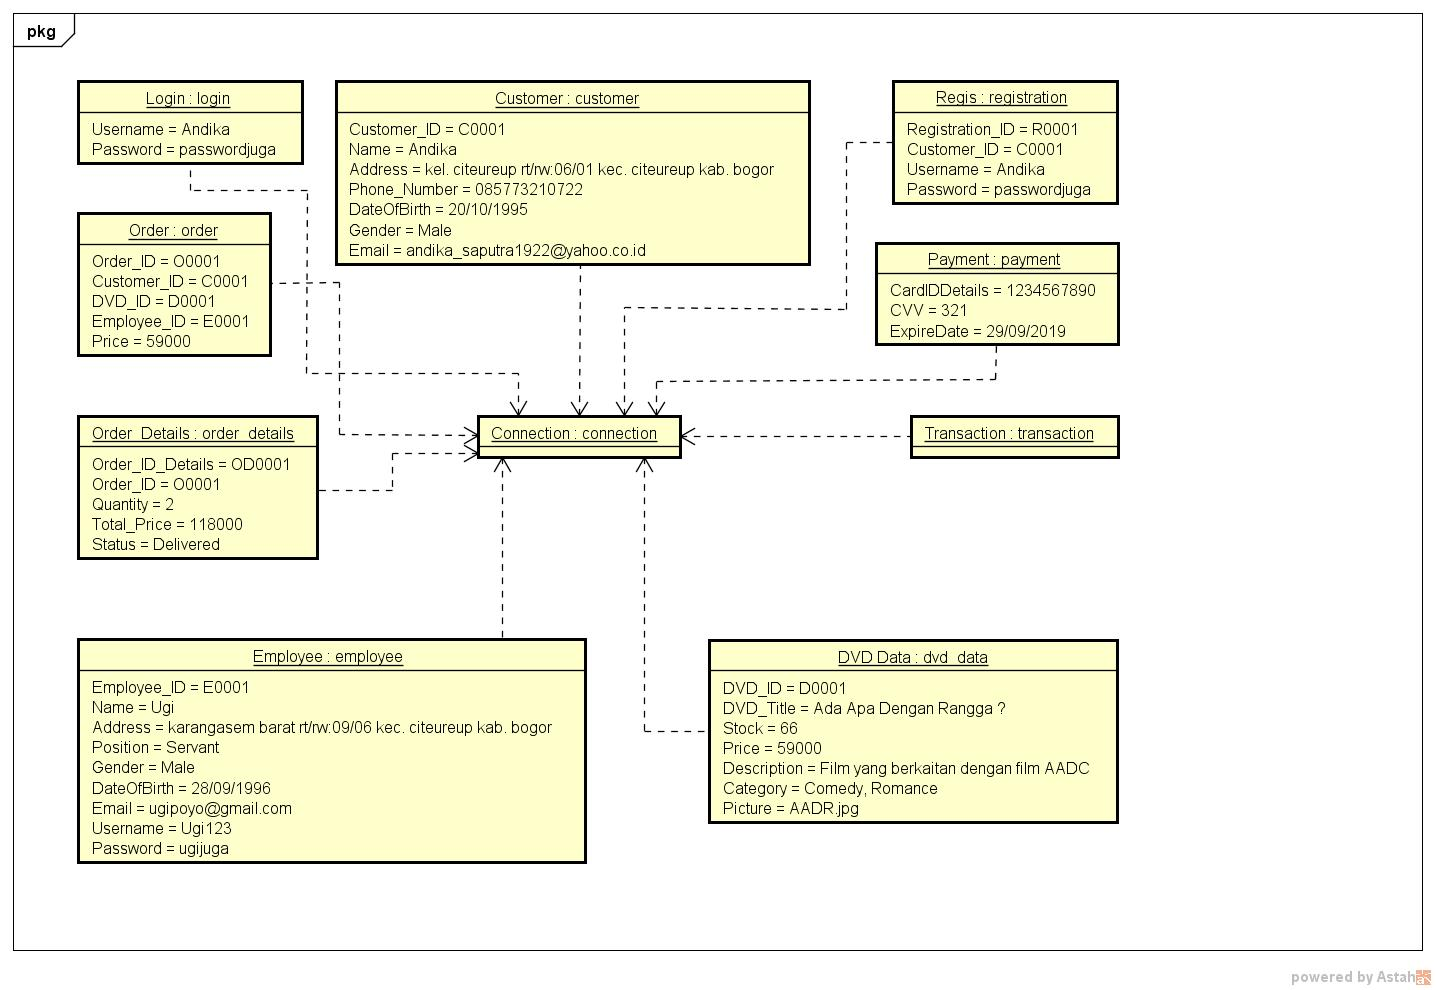 pkg
Login : login
Username = Andika
Password = passwordjuga
Customer : customer
Customer_ID = C0001
Name = Andika
Address = kel. citeureup rt/rw:06/01 kec. citeureup kab. bogor
Phone_Number = 085773210722
DateOfBirth = 20/10/1995
Gender = Male
Email = andika_saputra1922@yahoo.co.id
Regis : registration
Registration_ID = R0001
Customer_ID = C0001
Username = Andika
Password = passwordjuga
Order : order
Order_ID = O0001
Customer_ID = C0001
DVD_ID = D0001
Employee_ID = E0001
Price = 59000
Payment : payment
CardIDDetails = 1234567890
CVV = 321
ExpireDate = 29/09/2019
Order_Details : order_details
Order_ID_Details = OD0001
Order_ID = O0001
Quantity = 2
Total_Price = 118000
Status = Delivered
Connection : connection
Transaction : transaction
Employee : employee
Employee_ID = E0001
Name = Ugi
Address = karangasem barat rt/rw:09/06 kec. citeureup kab. bogor
Position = Servant
Gender = Male
DateOfBirth = 28/09/1996
Email = ugipoyo@gmail.com
Username = Ugi123
Password = ugijuga
DVD Data : dvd_data
DVD_ID = D0001
DVD_Title = Ada Apa Dengan Rangga ?
Stock = 66
Price = 59000
Description = Film yang berkaitan dengan film AADC
Category = Comedy, Romance
Picture = AADR.jpg
powered by Astah